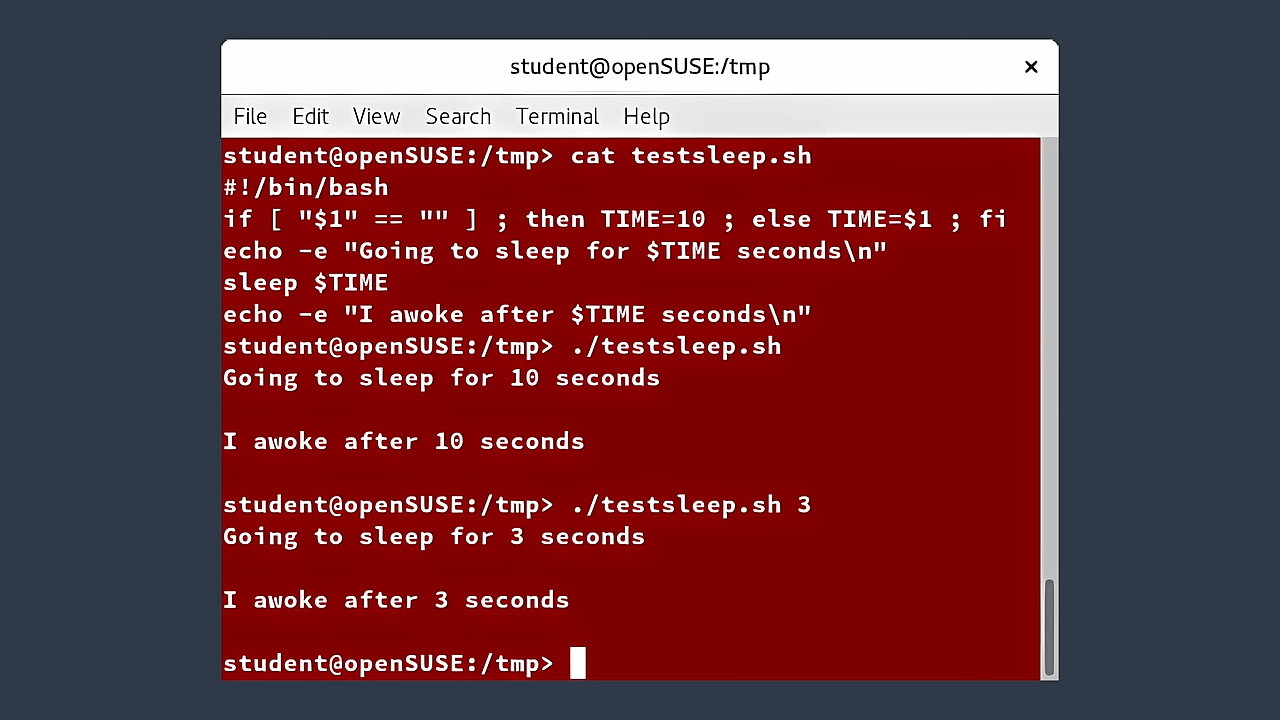 student@openSUSE:/tmp ×
File Edit View Search Terminal Help
student@openSUSE:/tmp> cat testsleep.sh
#!/bin/bash
if [ "$1" == "" ] ; then TIME=10 ; else TIME=$1 ; fi
echo -e "Going to sleep for $TIME seconds\n"
sleep $TIME
echo -e "I awoke after $TIME seconds\n"
student@openSUSE:/tmp> ./testsleep.sh
Going to sleep for 10 seconds
I awoke after 10 seconds
student@openSUSE:/tmp> ./testsleep.sh 3
Going to sleep for 3 seconds
I awoke after 3 seconds
student@openSUSE:/tmp>